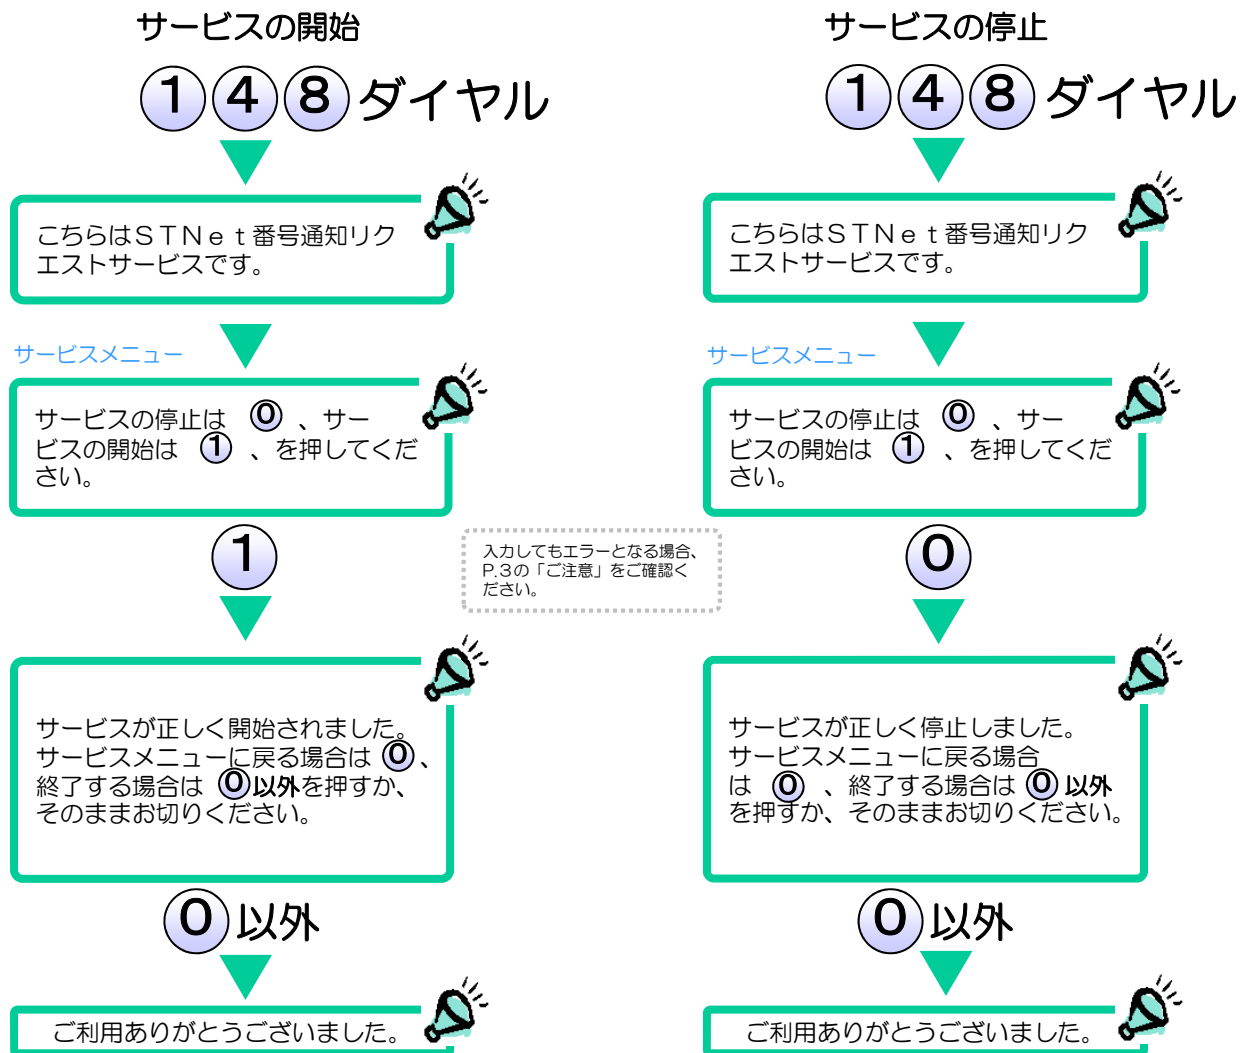 サービスの開始
148ダイヤル
こちらはＳＴＮｅｔ番号通知リク
エストサービスです。
サービスメニュー
サービスの停止は 0 、サー
ビスの開始は 1 、を押してくだ
さい。
1
サービスが正しく開始されました。
サービスメニューに戻る場合は 0 、
終了する場合は 0 以外を押すか、
そのままお切りください。
0以外
ご利用ありがとうございました。
入力してもエラーとなる場合、
P.3の「ご注意」をご確認く
ださい。
サービスの停止
148ダイヤル
こちらはＳＴＮｅｔ番号通知リク
エストサービスです。
サービスメニュー
サービスの停止は 0 、サー
ビスの開始は 1 、を押してくだ
さい。
0
サービスが正しく停止しました。
サービスメニューに戻る場合
は 0 、終了する場合は 0 以外
を押すか、そのままお切りください。
0以外
ご利用ありがとうございました。